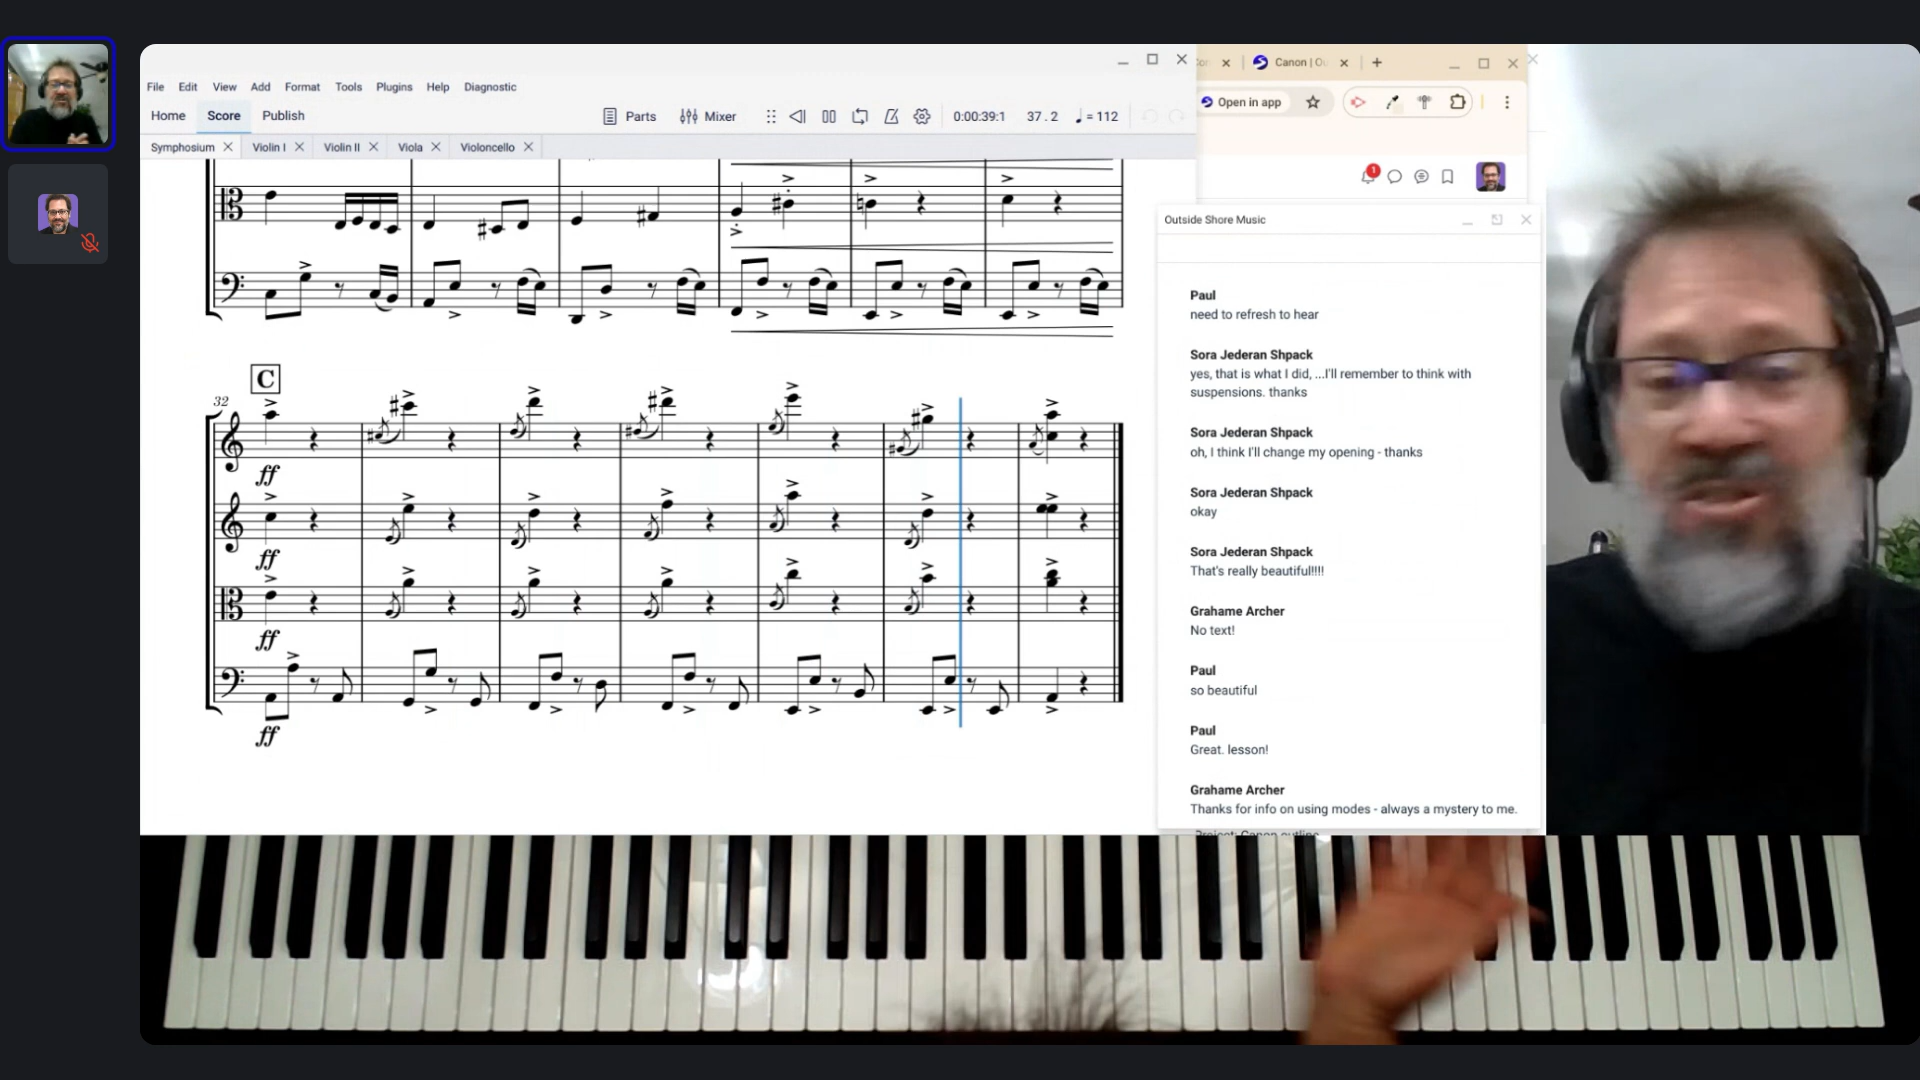 File Edit View Add Format Tools Plugins Help Diagnostic
Home Score Publish
Parts Mixer 0:00:39:1 37 . 2 = 112
Symphosium Violin I Violin II Viola Violoncello
C
32
ff
ff
ff
ff
Canon | O
Open in app
1
Outside Shore Music
Paul
need to refresh to hear
Sora Jederan Shpack
yes, that is what I did, ...I'll remember to think with
suspensions. thanks
Sora Jederan Shpack
oh, I think I'll change my opening - thanks
Sora Jederan Shpack
okay
Sora Jederan Shpack
That's really beautiful!!!!
Grahame Archer
No text!
Paul
so beautiful
Paul
Great. lesson!
Grahame Archer
Thanks for info on using modes - always a mystery to me.
Project: Canon outline